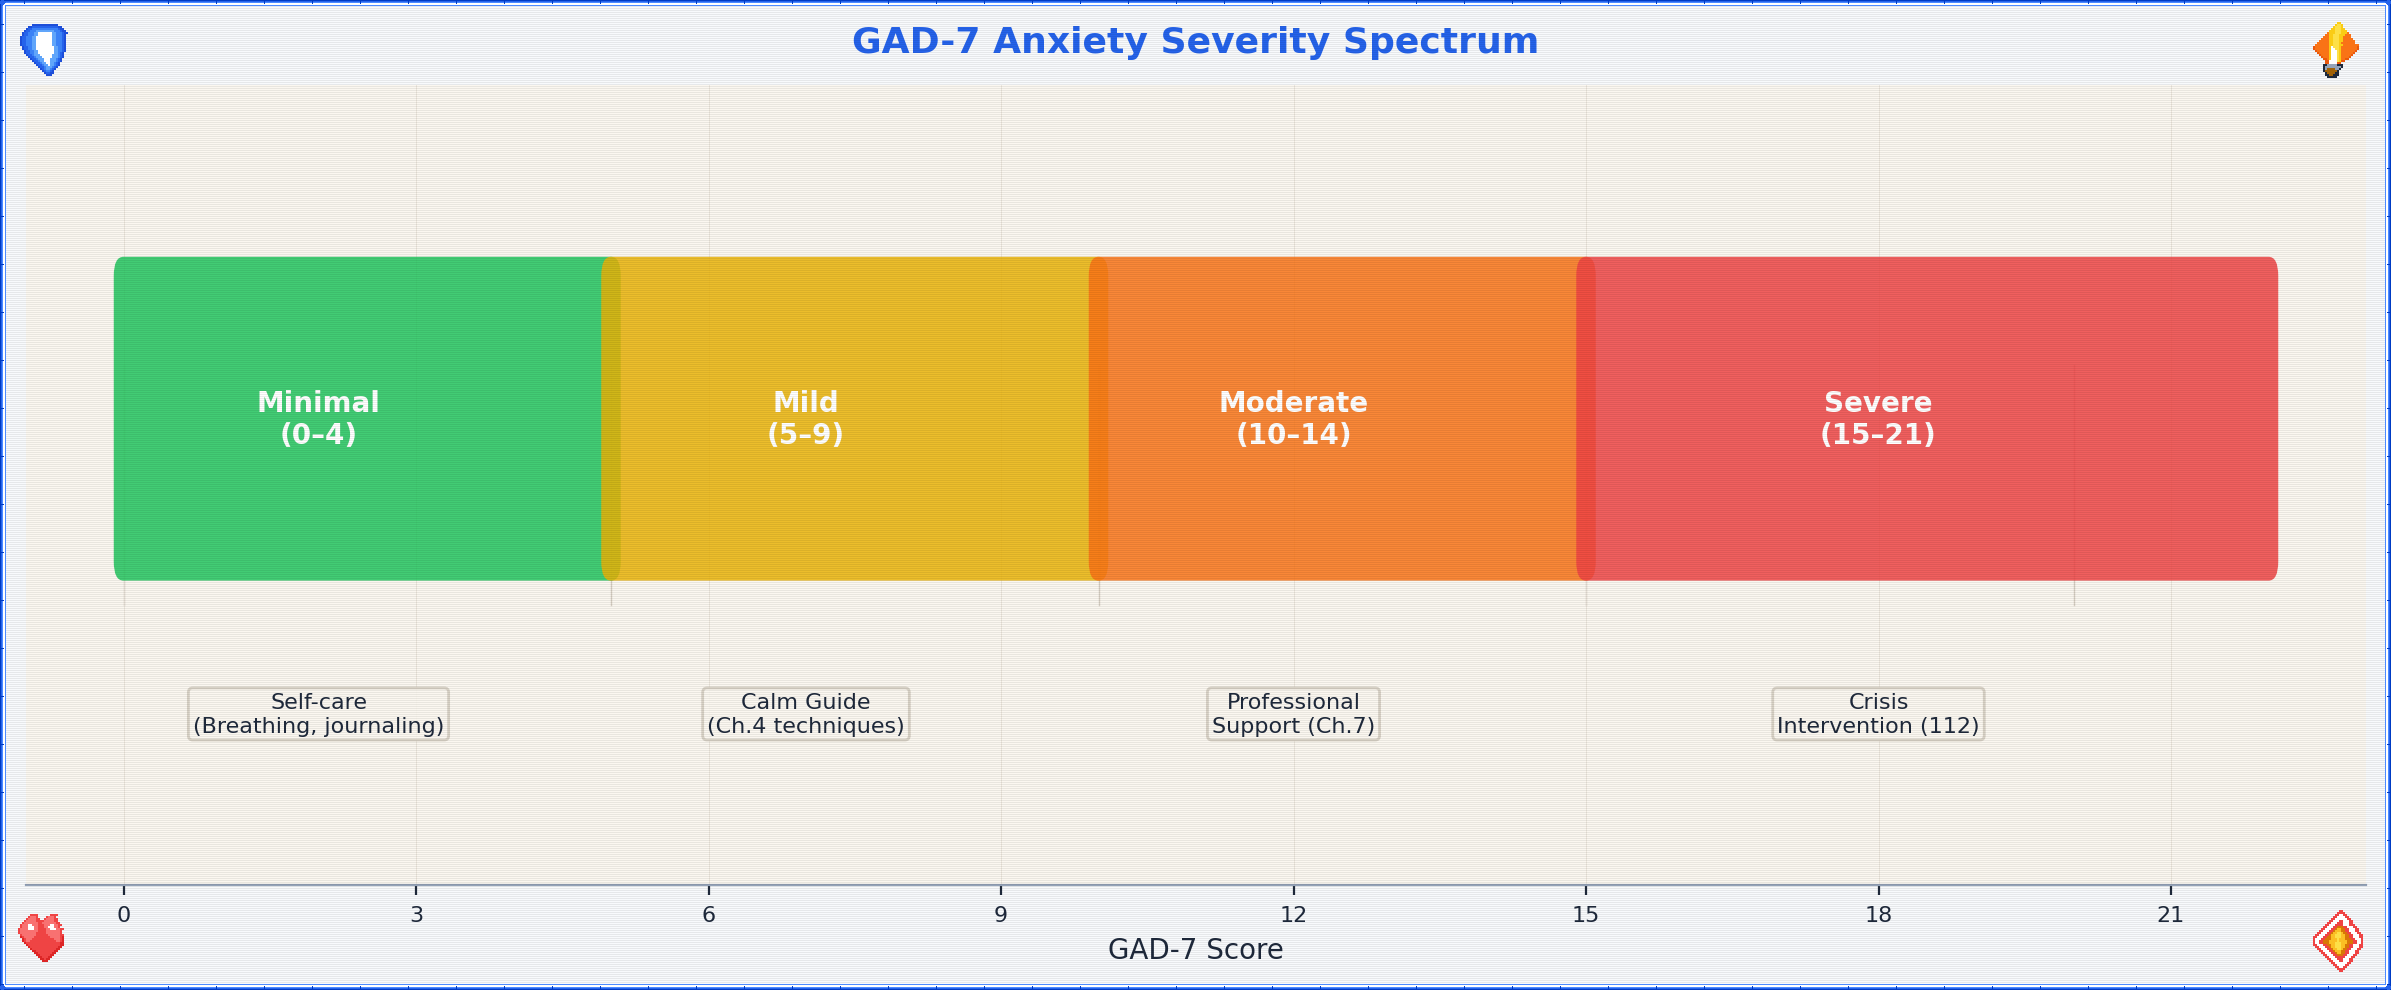 GAD-7 Anxiety Severity Spectrum
Minimal
(0–4)
Mild
(5–9)
Moderate
(10–14)
Severe
(15–21)
Self-care
(Breathing, journaling)
Calm Guide
(Ch.4 techniques)
Professional
Support (Ch.7)
Crisis
Intervention (112)
0 3 6 9 12 15 18 21
GAD-7 Score